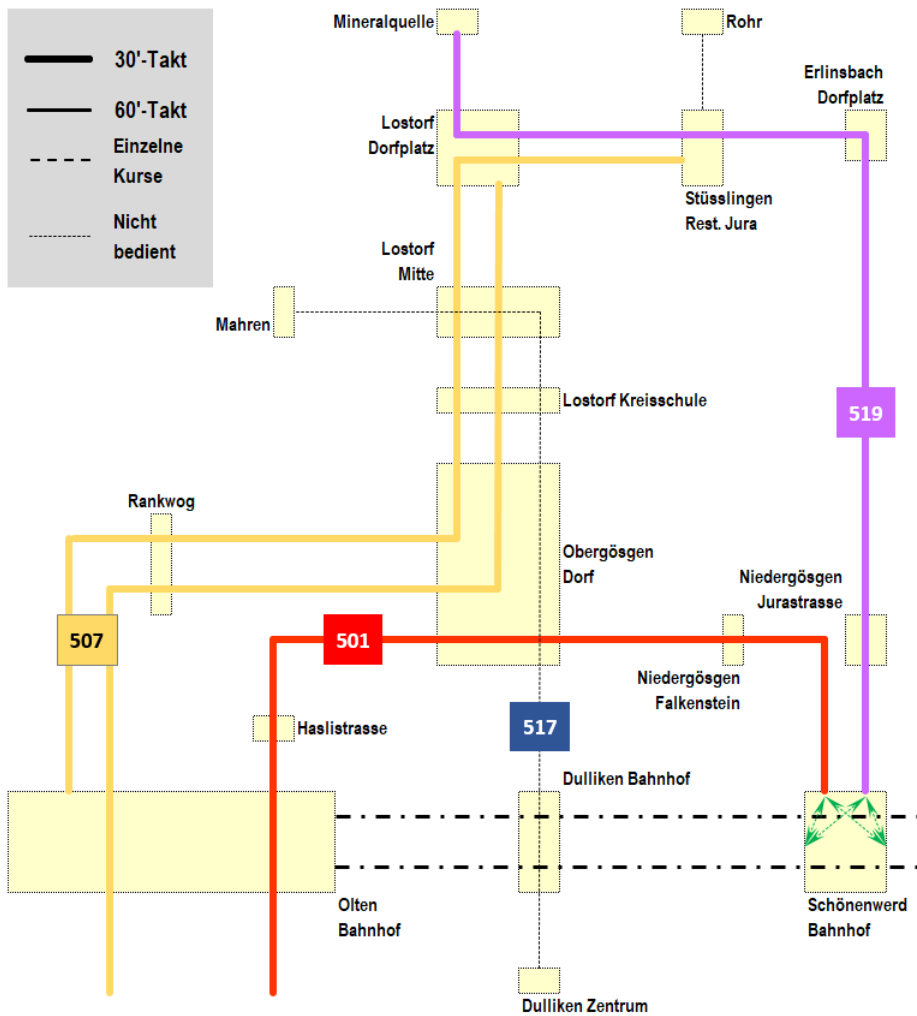 30'-Takt
60'-Takt
Einzelne
Kurse
Nicht
bedient
Mineralquelle
Rohr
Erlinsbach
Dorfplatz
Lostorf
Dorfplatz
Stüsslingen
Rest. Jura
Lostorf
Mitte
Mahren
Lostorf Kreisschule
519
Rankwog
Obergösgen
Dorf
Niedergösgen
Jurastrasse
507
501
Niedergösgen
Falkenstein
Haslistrasse
517
Dulliken Bahnhof
Olten
Bahnhof
Schönenwerd
Bahnhof
Dulliken Zentrum